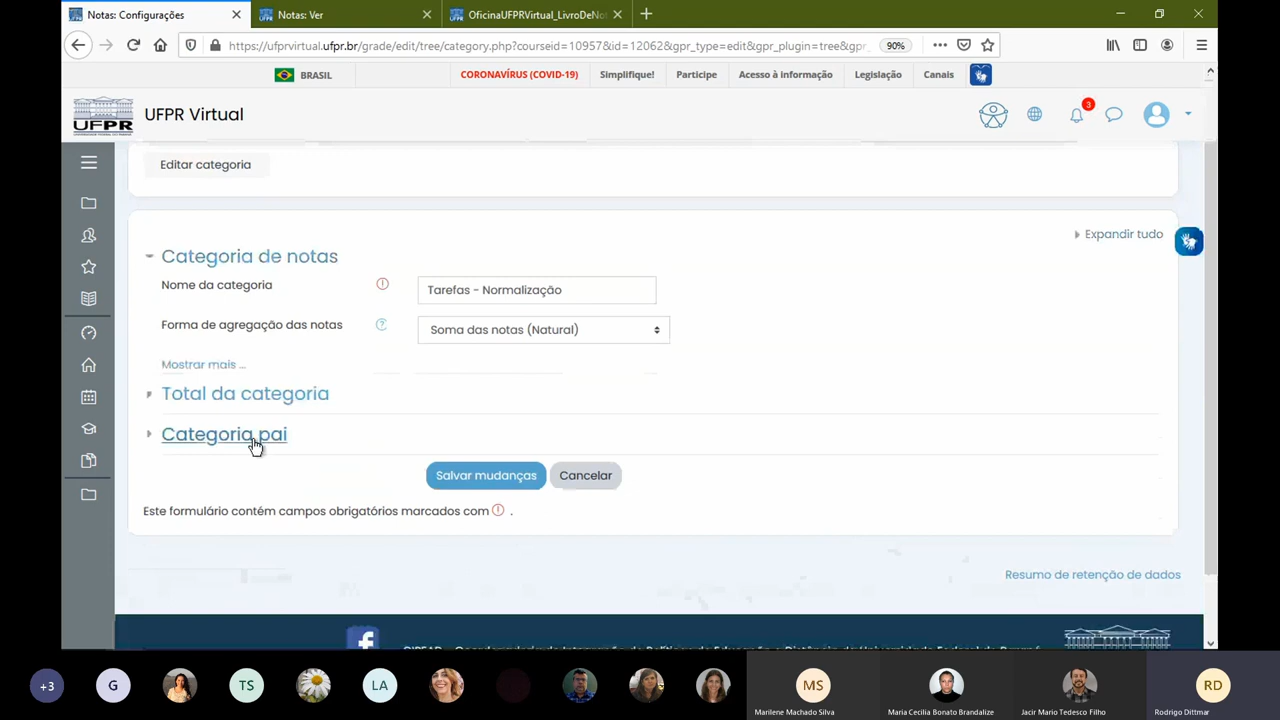 Notas: Configurações
Notas: Ver
OficinaUFPRVirtual_LivroDeNo
https://ufprvirtual.ufpr.br/grade/edit/tree/category.php?courseid=10957&id=12062&gpr_type=edit&gpr_plugin=tree&gpr_
90%
BRASIL
CORONAVÍRUS (COVID-19)
Simplifique!
Participe
Acesso à informação
Legislação
Canais
UFPR
UFPR Virtual
3
Editar categoria
Expandir tudo
Categoria de notas
Nome da categoria
Tarefas - Normalização
Forma de agregação das notas
Soma das notas (Natural)
Mostrar mais ...
Total da categoria
Categoria pai
Salvar mudanças
Cancelar
Este formulário contém campos obrigatórios marcados com .
Resumo de retenção de dados
+3
G
TS
LA
MS
RD
Marilene Machado Silva
Maria Cecilia Bonato Brandalize
Jacir Mario Tedesco Filho
Rodrigo Dittmar